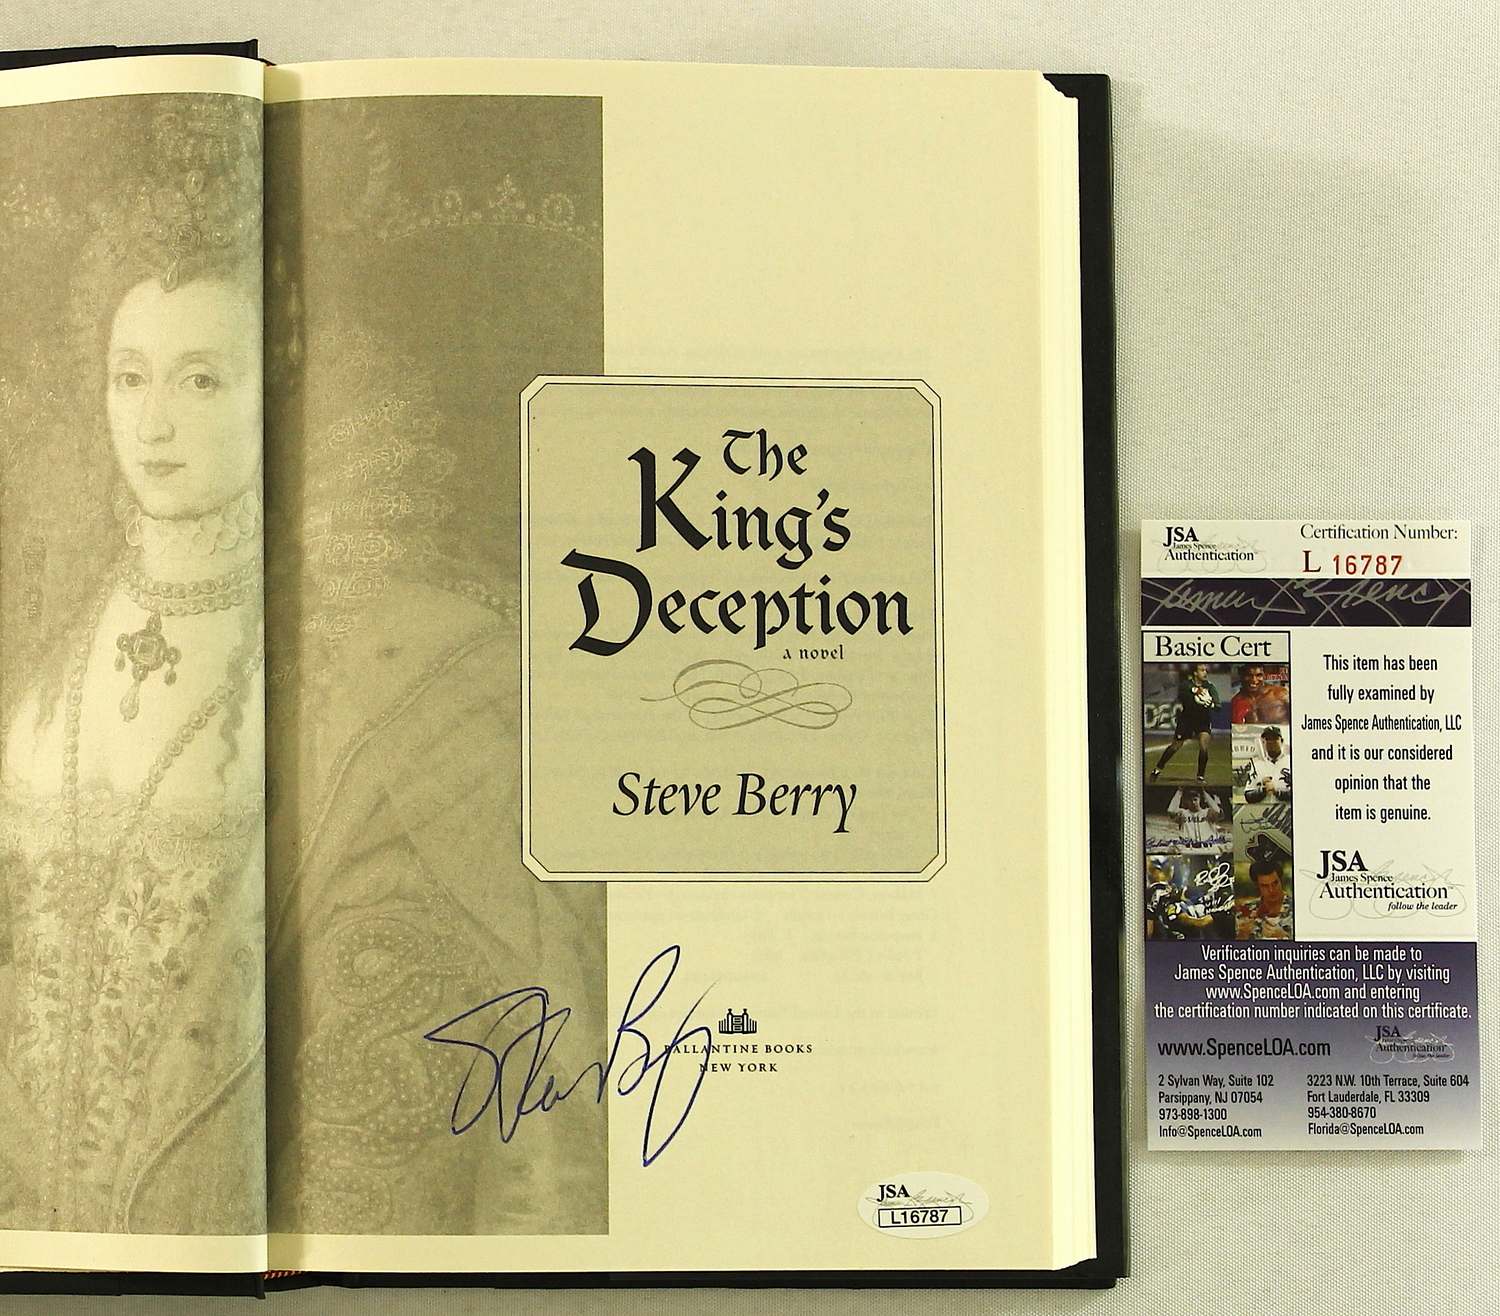 The
King's
Deception
a novel
Steve Berry
BALLANTINE BOOKS
NEW YORK
JSA
L16787
JSA
James Spence
Authentication
Certification Number:
L 16787
Basic Cert
This item has been
fully examined by
James Spence Authentication, LLC
and it is our considered
opinion that the
item is genuine.
JSA
James Spence
Authentication™
follow the leader
Verification inquiries can be made to
James Spence Authentication, LLC by visiting
www.SpenceLOA.com and entering
the certification number indicated on this certificate.
JSA
Authentication
www.SpenceLOA.com
2 Sylvan Way, Suite 102
Parsippany, NJ 07054
973-898-1300
Info@SpenceLOA.com
3223 N.W. 10th Terrace, Suite 604
Fort Lauderdale, FL 33309
954-380-8670
Florida@SpenceLOA.com